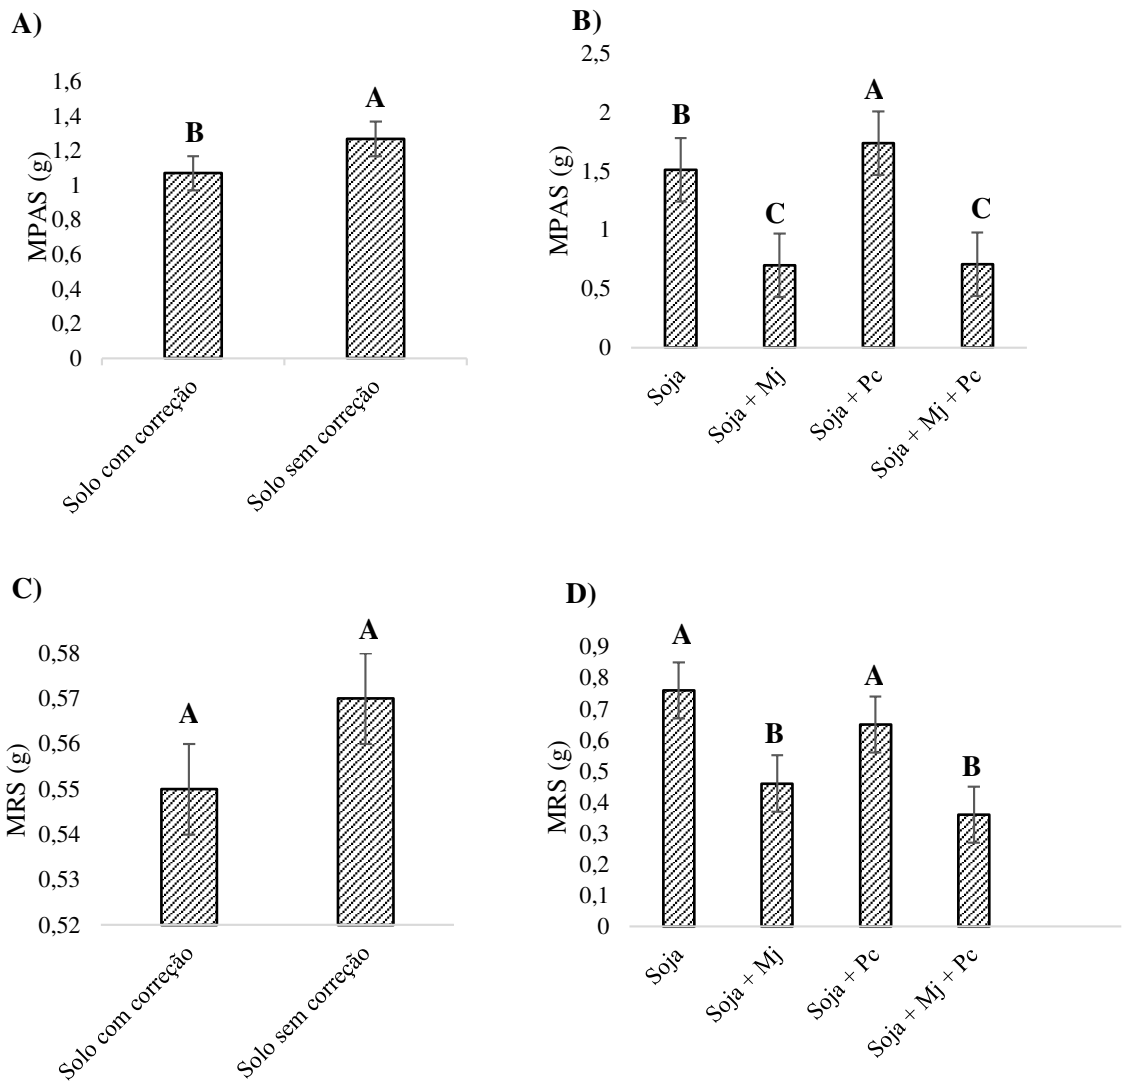 A)
MPAS (g)
1,6
1,4
1,2
1
0,8
0,6
0,4
0,2
0
B
A
Solo com correção
Solo sem correção
B)
MPAS (g)
2,5
2
1,5
1
0,5
0
B
C
A
C
Soja
Soja + Mj
Soja + Pc
Soja + Mj + Pc
C)
MRS (g)
0,58
0,57
0,56
0,55
0,54
0,53
0,52
A
A
Solo com correção
Solo sem correção
D)
MRS (g)
0,9
0,8
0,7
0,6
0,5
0,4
0,3
0,2
0,1
0
A
B
A
B
Soja
Soja + Mj
Soja + Pc
Soja + Mj + Pc